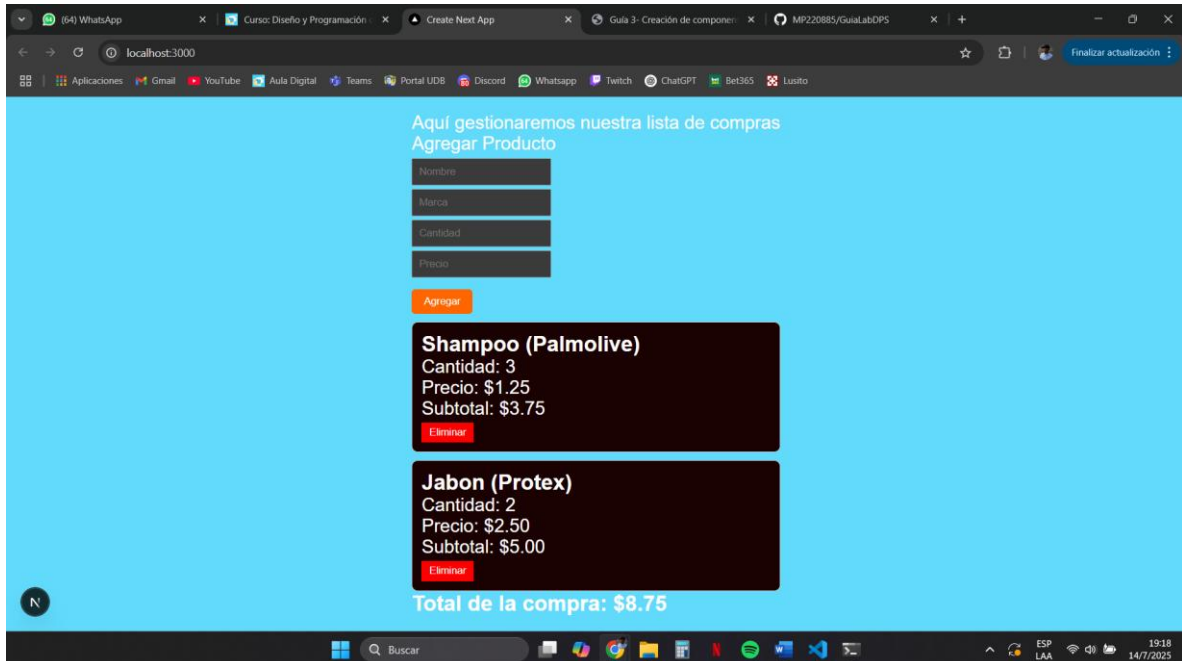 (64) WhatsApp
Curso: Diseño y Programación
Create Next App
Guía 3- Creación de componen
MP220885/GuiaLabDPS
localhost:3000
Finalizar actualización
Aplicaciones Gmail YouTube Aula Digital Teams Portal UDB Discord Whatsapp Twitch ChatGPT Bet365 Lusito
Aquí gestionaremos nuestra lista de compras
Agregar Producto
Nombre
Marca
Cantidad
Precio
Agregar
Shampoo (Palmolive)
Cantidad: 3
Precio: $1.25
Subtotal: $3.75
Eliminar
Jabon (Protex)
Cantidad: 2
Precio: $2.50
Subtotal: $5.00
Eliminar
Total de la compra: $8.75
N
Buscar
ESP
LAA
19:18
14/7/2025